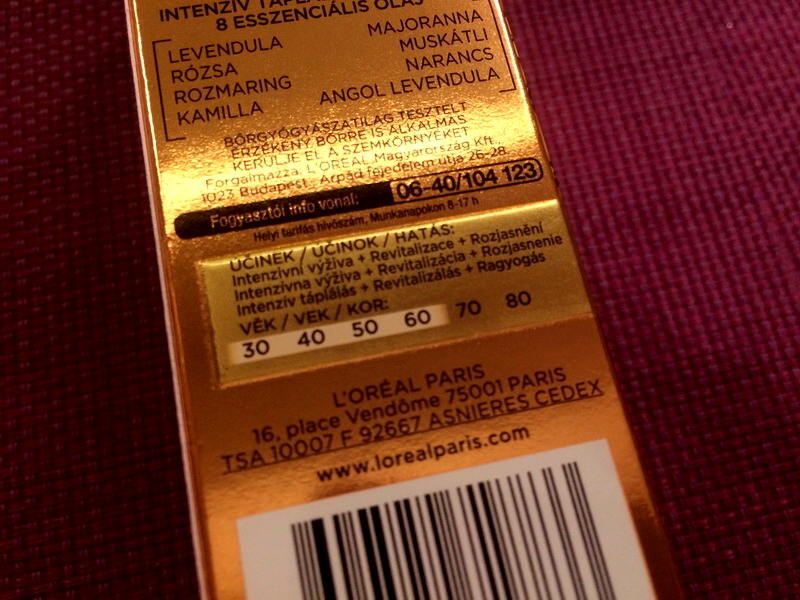 INTENZÍV TÁPLÁ
8 ESSZENCIÁLIS OLAJ
LEVENDULA MAJORANNA
RÓZSA MUSKÁTLI
ROZMARING NARANCS
KAMILLA ANGOL LEVENDULA
BŐRGYÓGYÁSZATILAG TESZTELT
ÉRZÉKENY BŐRRE IS ALKALMAS
KERÜLJE EL A SZEMKÖRNYÉKET
Forgalmazza: L'ORÉAL Magyarország Kft.
1023 Budapest, Árpád fejedelem útja 26-28
Fogyasztói info vonal: 06-40/104 123
Helyi tarifás hívószám, Munkanapokon 8-17 h
ÚČINEK / ÚČINOK / HATÁS:
Intenzivní výživa + Revitalizace + Rozjasnění
Intenzívna výživa + Revitalizácia + Rozjasnenie
Intenzív táplálás + Revitalizálás + Ragyogás
VĚK / VEK / KOR:
30 40 50 60 70 80
L'ORÉAL PARIS
16, place Vendôme 75001 PARIS
TSA 10007 F 92667 ASNIERES CEDEX
www.lorealparis.com